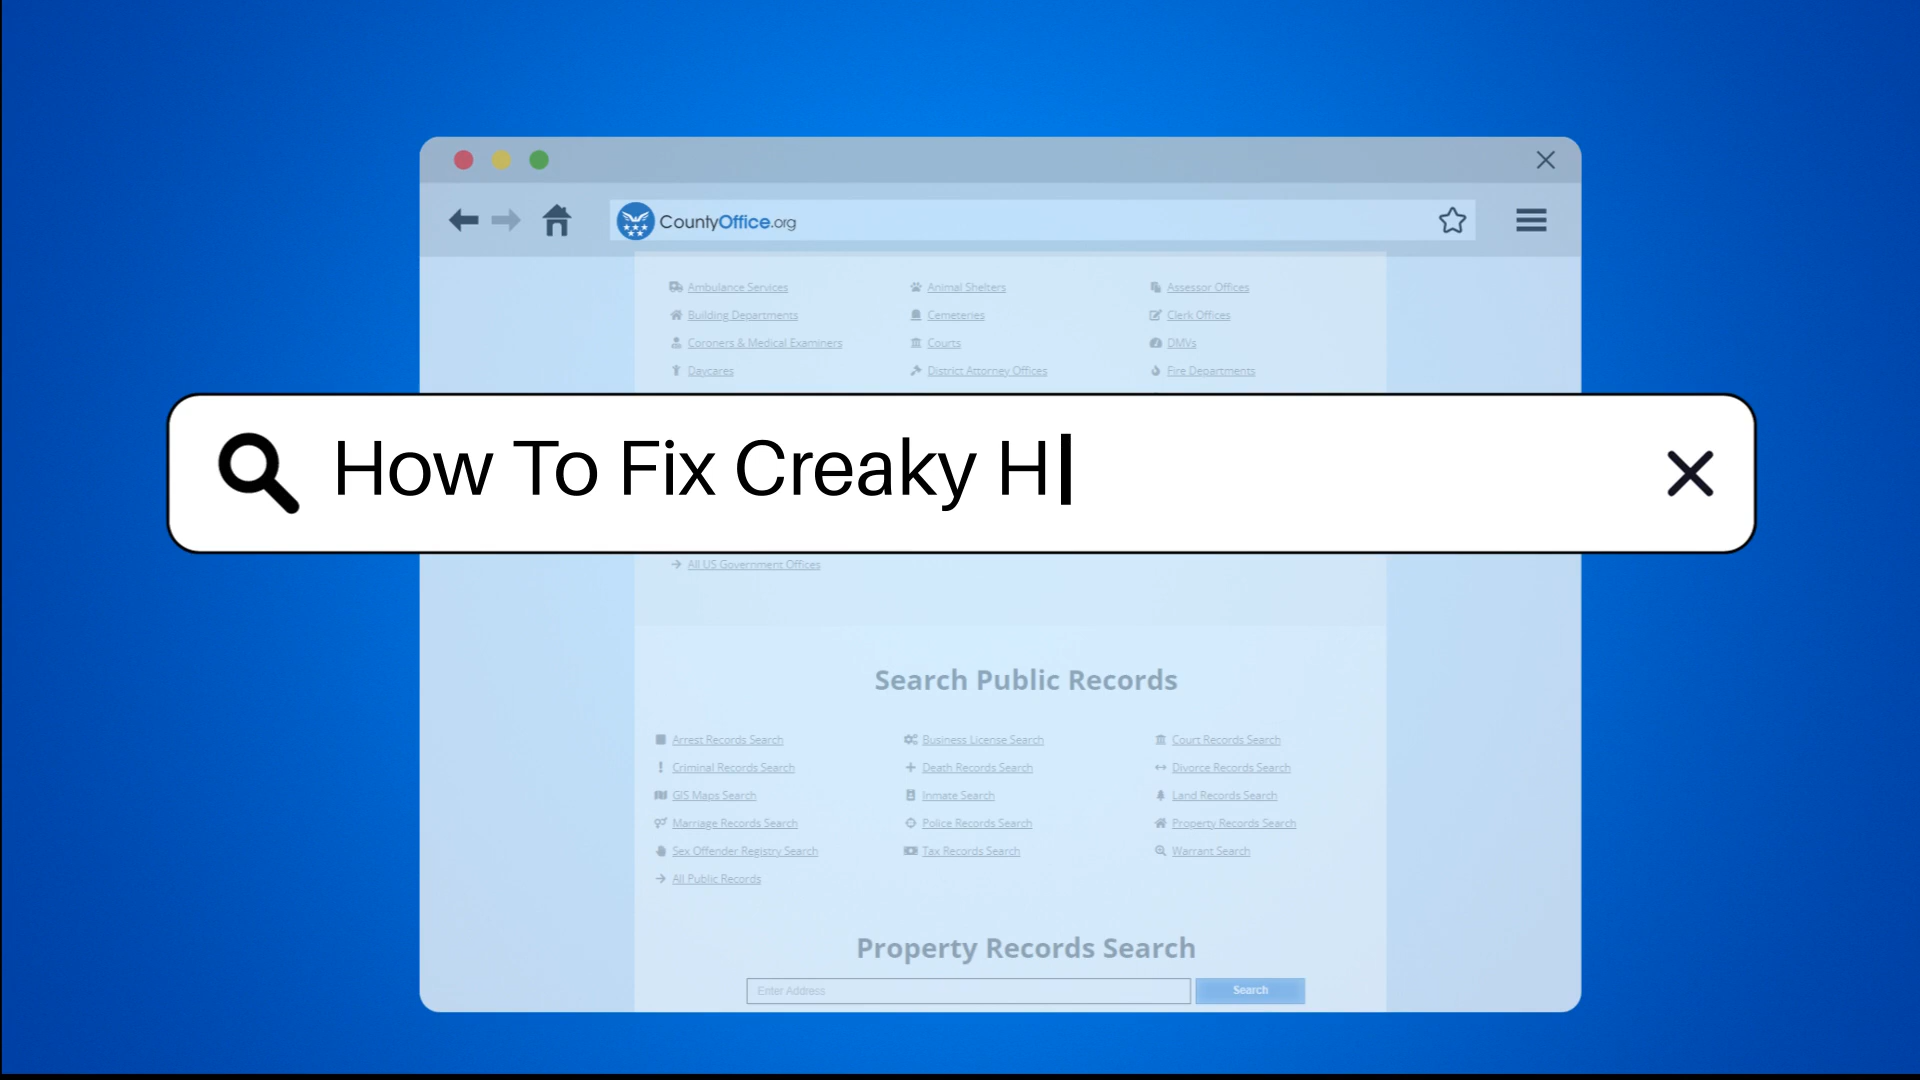 CountyOffice.org
Ambulance Services Animal Shelters Assessor Offices
Building Departments Cemeteries Clerk Offices
Coroners & Medical Examiners Courts DMVs
Daycares District Attorney Offices Fire Departments
How To Fix Creaky H
All US Government Offices
Search Public Records
Arrest Records Search Business License Search Court Records Search
Criminal Records Search Death Records Search Divorce Records Search
GIS Maps Search Inmate Search Land Records Search
Marriage Records Search Police Records Search Property Records Search
Sex Offender Registry Search Tax Records Search Warrant Search
All Public Records
Property Records Search
Enter Address Search